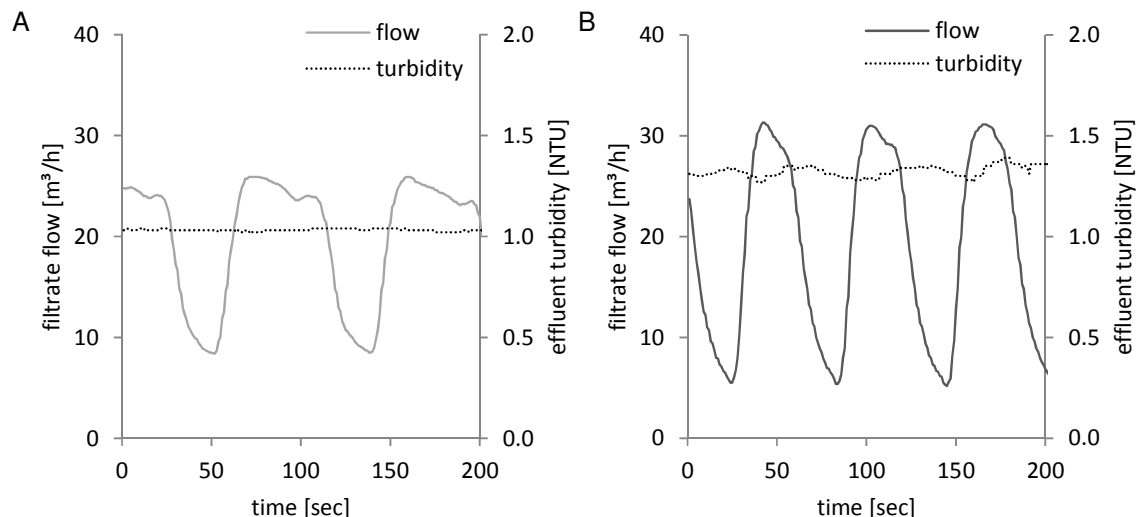 A
flow
turbidity
filtrate flow [m³/h]
effluent turbidity [NTU]
40
30
20
10
0
2.0
1.5
1.0
0.5
0.0
0
50
100
150
200
time [sec]
B
flow
turbidity
filtrate flow [m³/h]
effluent turbidity [NTU]
40
30
20
10
0
2.0
1.5
1.0
0.5
0.0
0
50
100
150
200
time [sec]